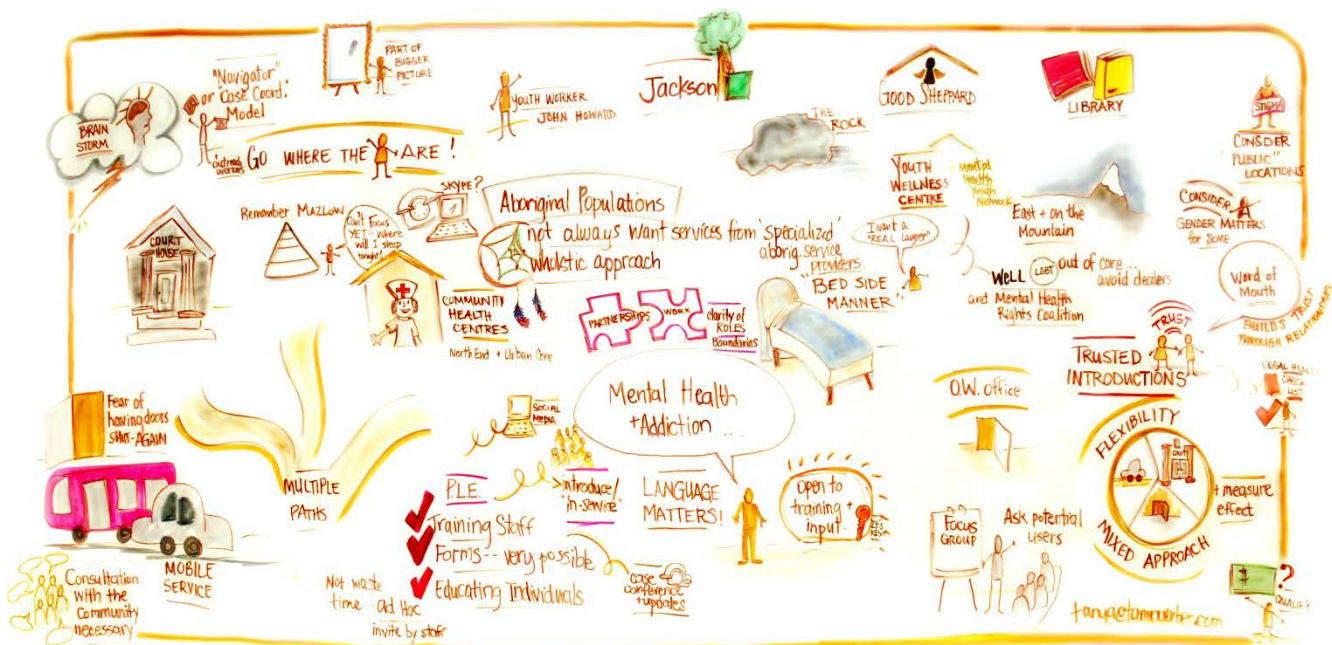 BRAIN
STORM
"Navigator"
or "Case Coord."
Model
outreach
workers
PART OF
BIGGER
PICTURE
GO WHERE THE ARE!
YOUTH WORKER
JOHN HOWARD
Jackson
THE
ROCK
GOOD SHEPPARD
LIBRARY
STIGMA
CONSIDER
"PUBLIC"
LOCATIONS
COURT
HOUSE
Remember MAZLOW
Can't Focus
YET - Where
will I sleep
tonight?
SKYPE?
Aboriginal Populations
not always want services from 'specialized'
aborig. service
providers
wholistic approach
COMMUNITY
HEALTH
CENTRES
North End + Urban Core
PARTNERSHIPS
WORK
clarity of
ROLES
Boundaries
"BED SIDE
MANNER"
I want a
"REAL lawyer"
YOUTH
WELLNESS
CENTRE
+ Mental
Health
Youth
Network
East + on the
Mountain
CONSIDER
GENDER MATTERS
for SOME
WELL
LGBT
out of core...
avoid dealers
and Mental Health
Rights Coalition
Word of
Mouth
BUILDS TRUST
THROUGH RELATIONSHIPS
TRUST
TRUSTED
INTRODUCTIONS
LEGAL HEALTH
CHECK
LIST
Fear of
having doors
SHUT-AGAIN
MOBILE
SERVICE
MULTIPLE
PATHS
Consultation
with the
Community
necessary
SOCIAL
MEDIA
P.L.E.
introduce/
"in-service"
Training Staff
Forms -- very possible
Educating Individuals
Not waste
time -- ad Hoc
invite by staff
case
conference
+ updates
Mental Health
+ Addiction ...
LANGUAGE
MATTERS!
Open to
training +
input.
O.W. office
FOCUS
GROUP
Ask potential
users
FLEXIBILITY
COURT
MIXED APPROACH
+ measure
effect
$
?
QUALIFY